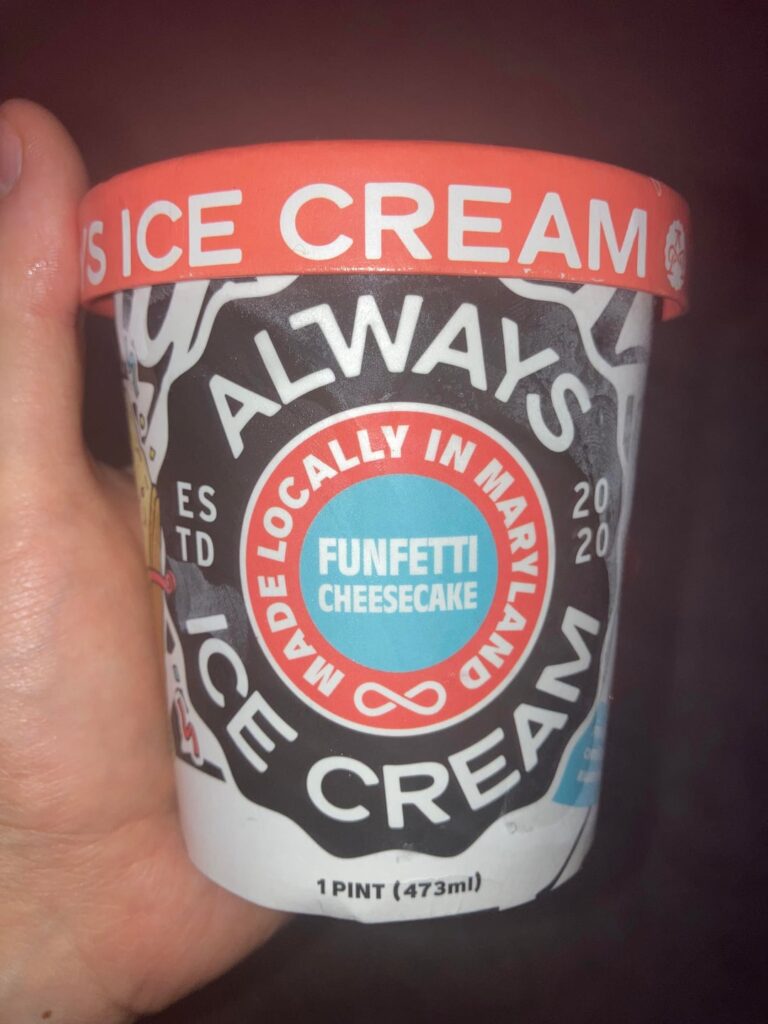 S ICE CREAM
ALWAYS
MADE LOCALLY IN MARYLAND
ES
TD
20
20
FUNFETTI
CHEESECAKE
ICE CREAM
1 PINT (473ml)